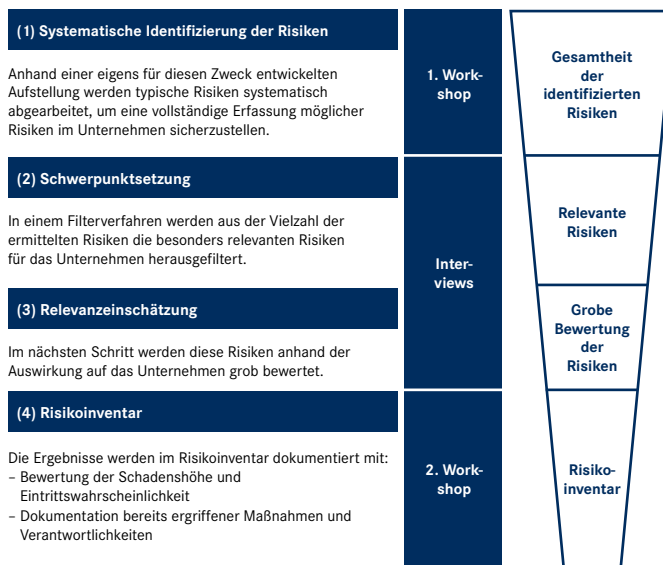 (1) Systematische Identifizierung der Risiken
Anhand einer eigens für diesen Zweck entwickelten
Aufstellung werden typische Risiken systematisch
abgearbeitet, um eine vollständige Erfassung möglicher
Risiken im Unternehmen sicherzustellen.
1. Work-
shop
Gesamtheit
der
identifizierten
Risiken
(2) Schwerpunktsetzung
In einem Filterverfahren werden aus der Vielzahl der
ermittelten Risiken die besonders relevanten Risiken
für das Unternehmen herausgefiltert.
Inter-
views
Relevante
Risiken
(3) Relevanzeinschätzung
Im nächsten Schritt werden diese Risiken anhand der
Auswirkung auf das Unternehmen grob bewertet.
Grobe
Bewertung
der
Risiken
(4) Risikoinventar
Die Ergebnisse werden im Risikoinventar dokumentiert mit:
– Bewertung der Schadenshöhe und
Eintrittswahrscheinlichkeit
– Dokumentation bereits ergriffener Maßnahmen und
Verantwortlichkeiten
2. Work-
shop
Risiko-
inventar